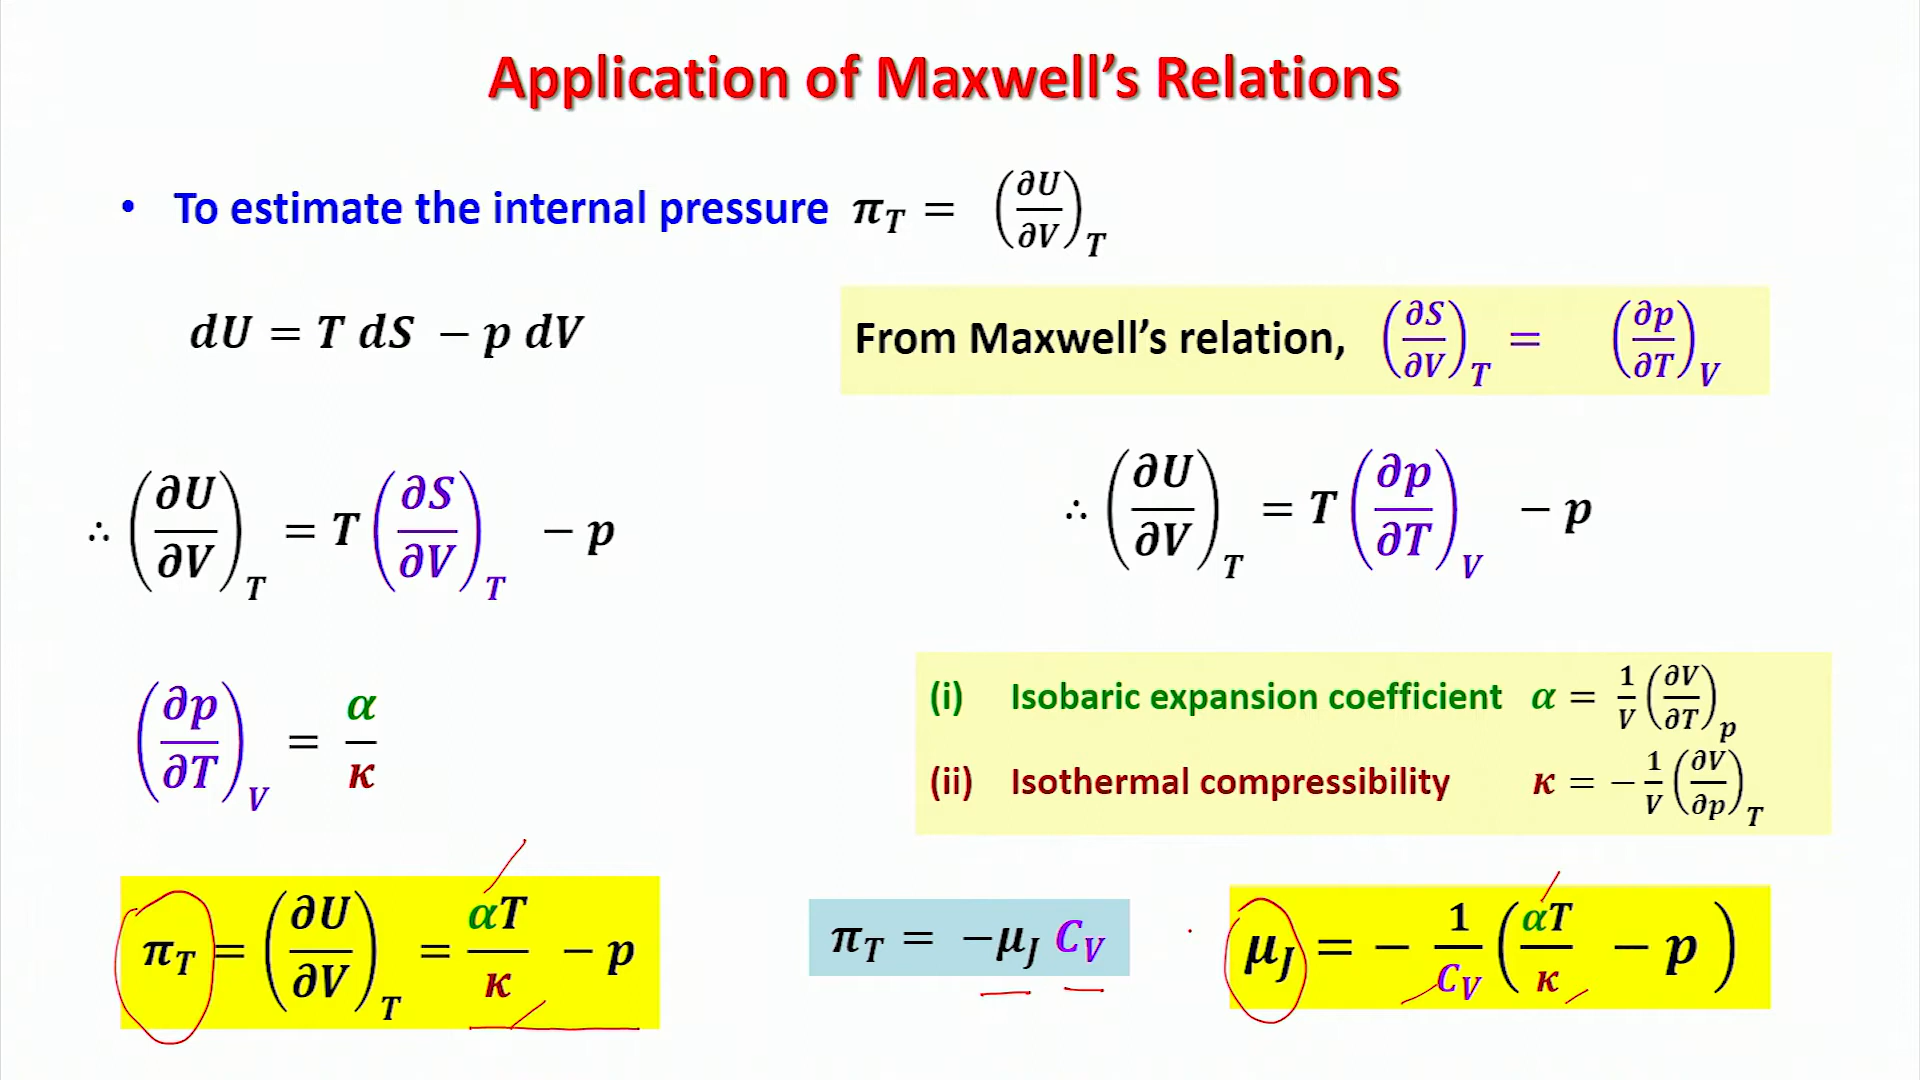 Application of Maxwell’s Relations
• To estimate the internal pressure π_T = (∂U/∂V)_T
dU = T dS − p dV
From Maxwell’s relation, (∂S/∂V)_T = (∂p/∂T)_V
∴ (∂U/∂V)_T = T (∂S/∂V)_T − p
∴ (∂U/∂V)_T = T (∂p/∂T)_V − p
(∂p/∂T)_V = α/κ
(i) Isobaric expansion coefficient α = 1/V (∂V/∂T)_p
(ii) Isothermal compressibility κ = − 1/V (∂V/∂p)_T
π_T = (∂U/∂V)_T = αT/κ − p
π_T = −μ_J C_V
μ_J = − 1/C_V (αT/κ − p)